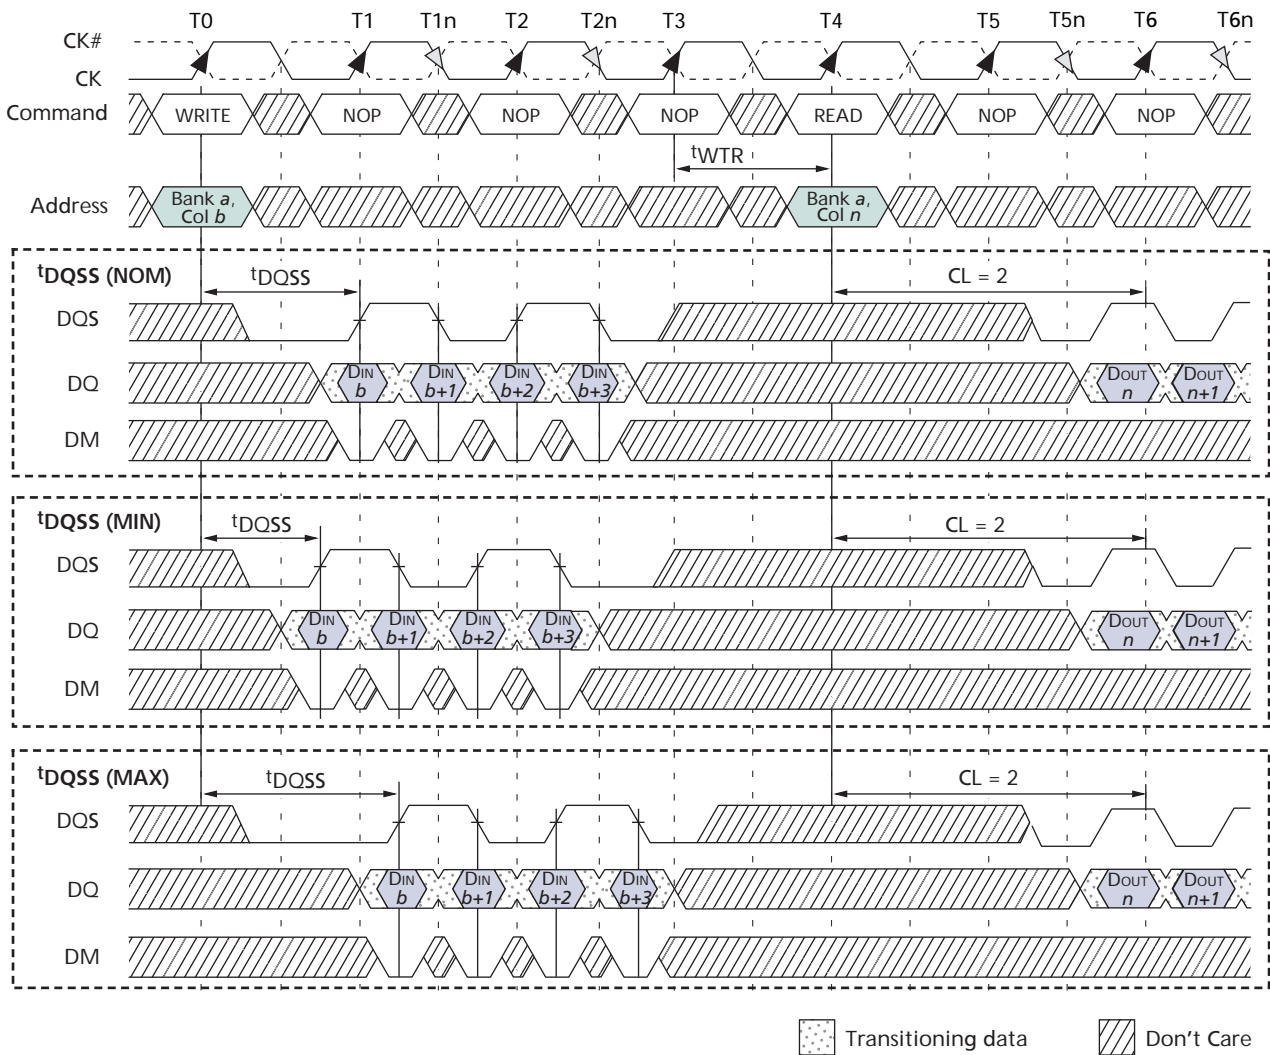 T0 T1 T1n T2 T2n T3 T4 T5 T5n T6 T6n
CK#
CK
Command WRITE NOP NOP NOP READ NOP NOP
tWTR
Address Bank a, Col b Bank a, Col n
tDQSS (NOM) tDQSS CL = 2
DQS
DQ DIN b DIN b+1 DIN b+2 DIN b+3 DOUT n DOUT n+1
DM
tDQSS (MIN) tDQSS CL = 2
DQS
DQ DIN b DIN b+1 DIN b+2 DIN b+3 DOUT n DOUT n+1
DM
tDQSS (MAX) tDQSS CL = 2
DQS
DQ DIN b DIN b+1 DIN b+2 DIN b+3 DOUT n DOUT n+1
DM
Transitioning data Don't Care